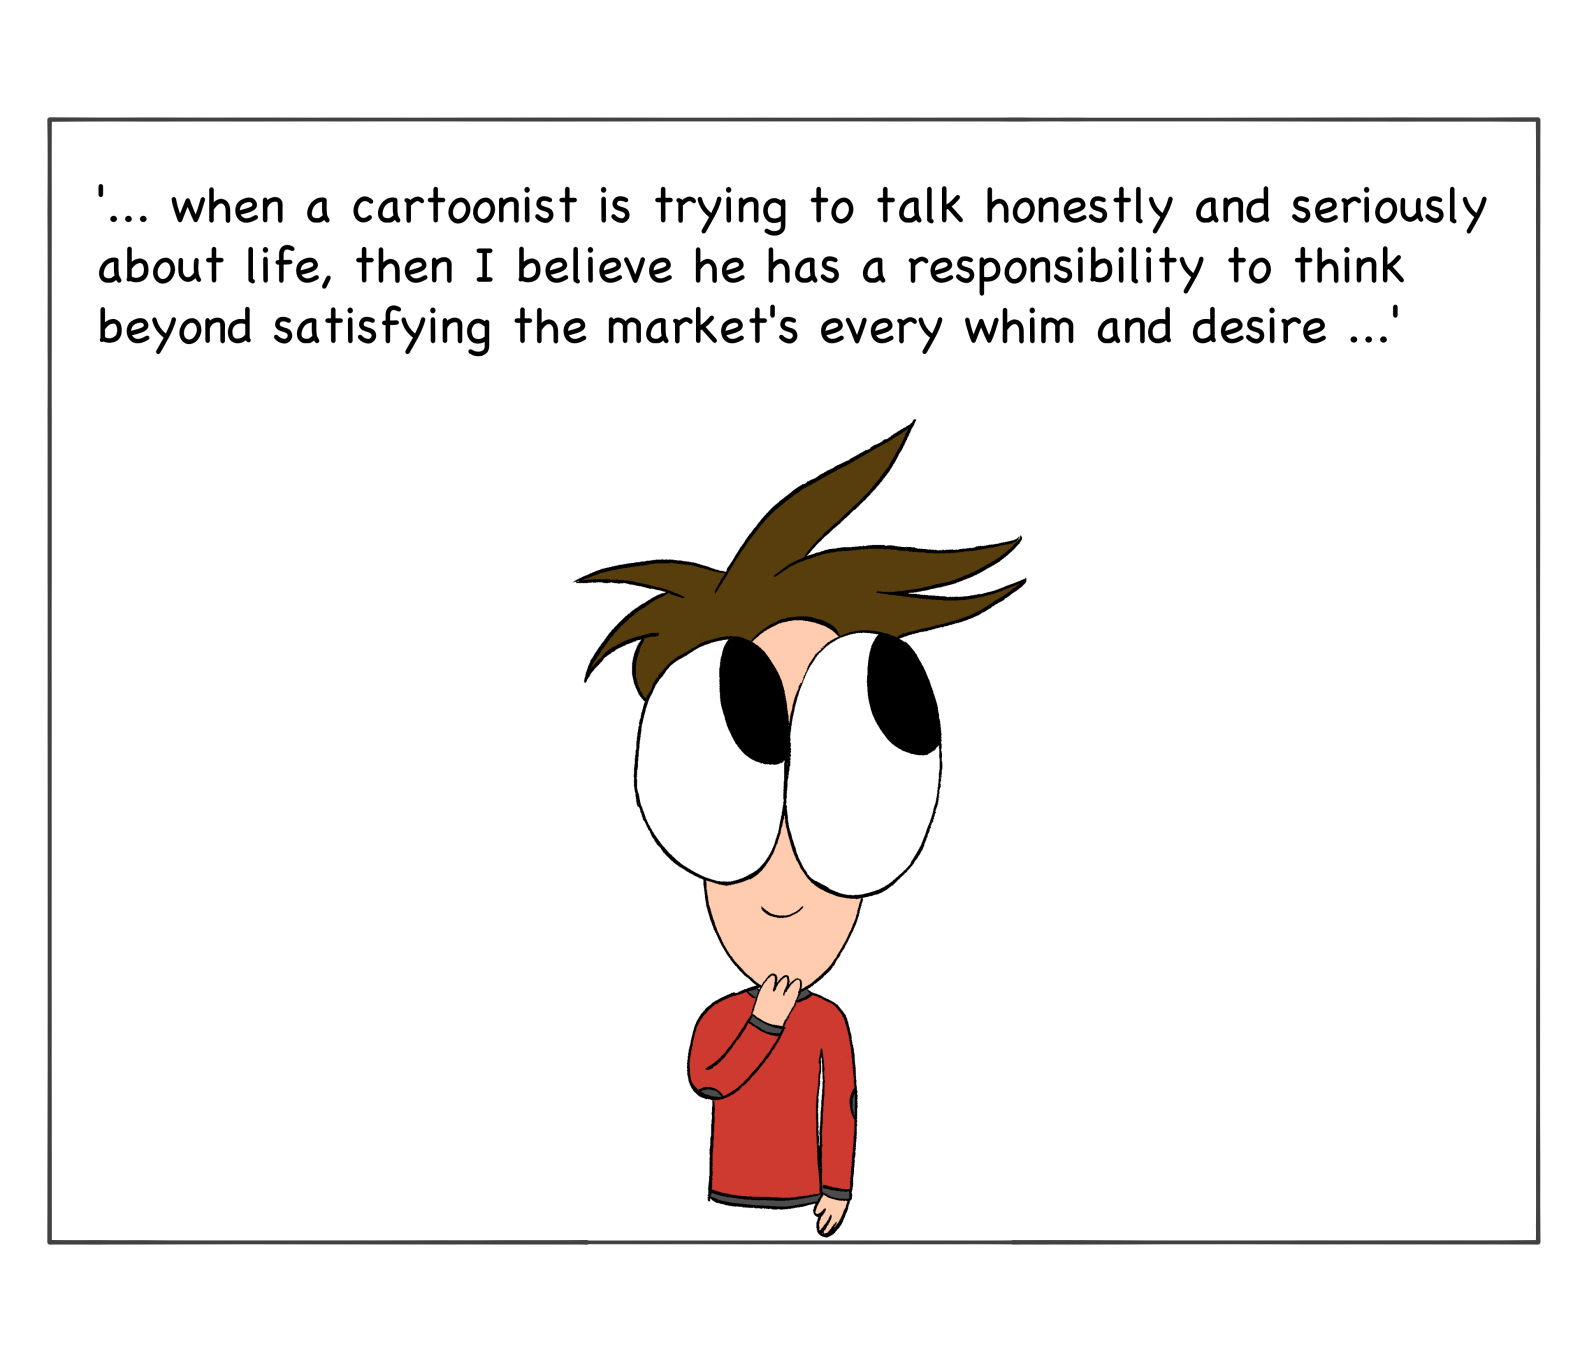 '... when a cartoonist is trying to talk honestly and seriously
about life, then I believe he has a responsibility to think
beyond satisfying the market's every whim and desire ...'